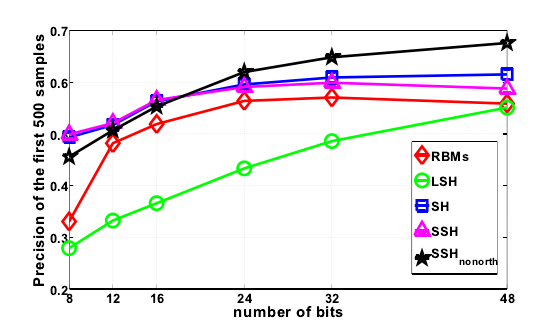 Precision of the first 500 samples
0.7
0.6
0.5
0.4
0.3
0.2
8 12 16 24 32 48
number of bits
RBMs
LSH
SH
SSH
SSHnonorth